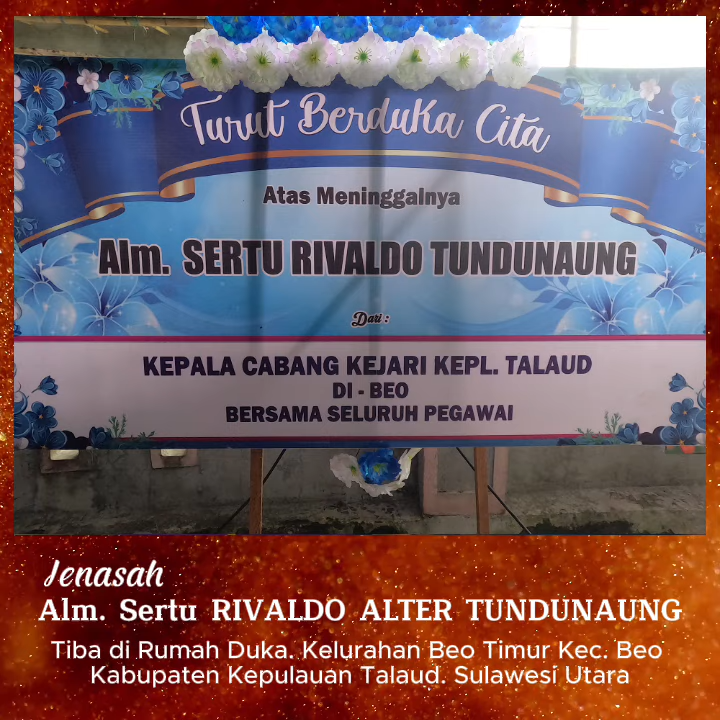 Turut Berduka Cita
Atas Meninggalnya
Alm. SERTU RIVALDO TUNDUNAUNG
Dari :
KEPALA CABANG KEJARI KEPL. TALAUD
DI - BEO
BERSAMA SELURUH PEGAWAI
Jenasah
Alm. Sertu RIVALDO ALTER TUNDUNAUNG
Tiba di Rumah Duka. Kelurahan Beo Timur Kec. Beo
Kabupaten Kepulauan Talaud. Sulawesi Utara